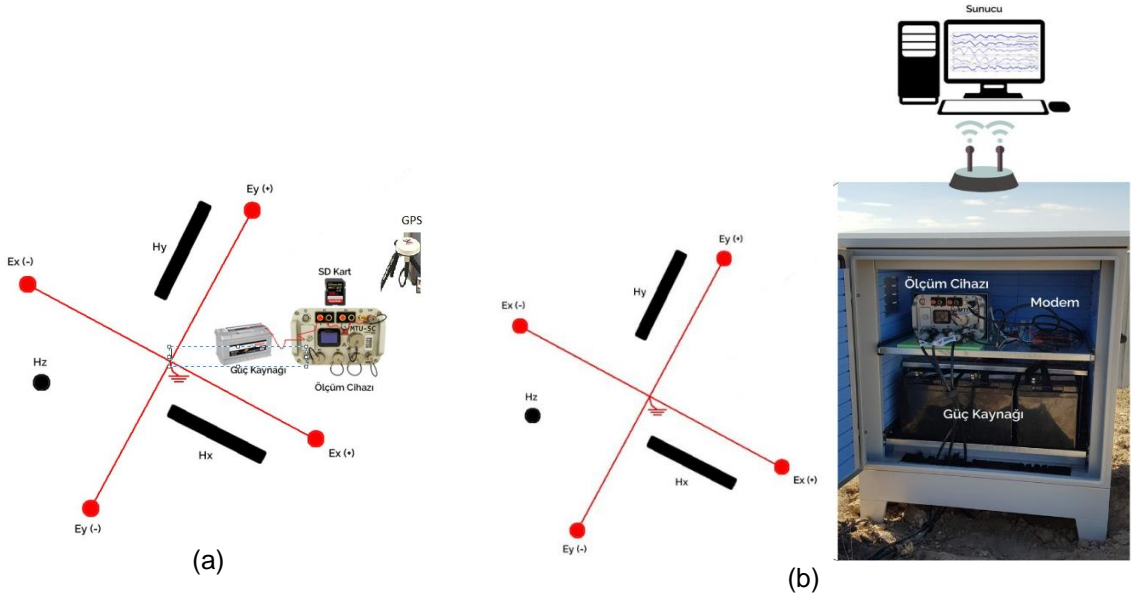 Sunucu
Ey (+)
Hy
Ex (-)
GPS
SD Kart
MTU-5C
Güç Kaynağı
Ölçüm Cihazı
Hz
Hx
Ex (+)
Ey (-)
(a)
Ey (+)
Hy
Ex (-)
Hz
Hx
Ex (+)
Ey (-)
Ölçüm Cihazı
Modem
Güç Kaynağı
(b)